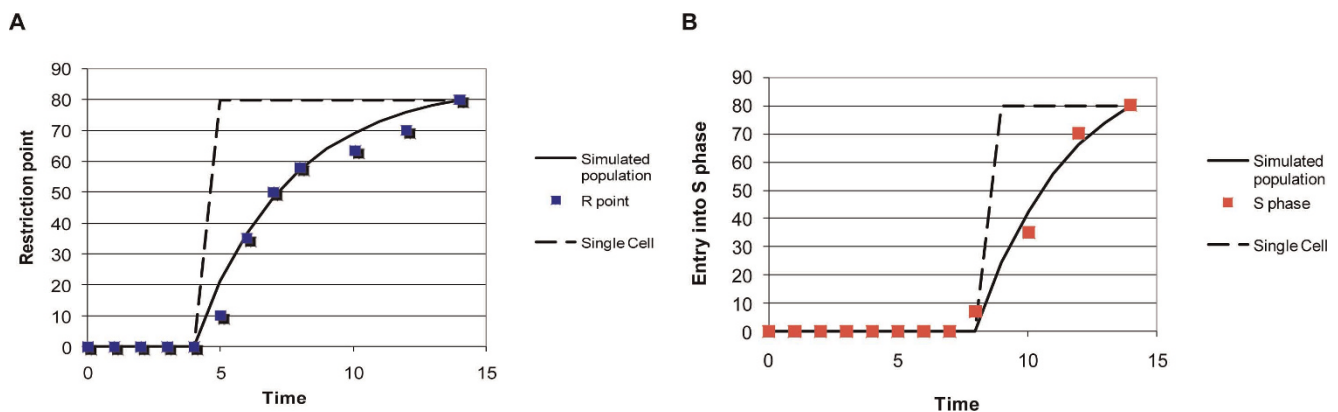 A
90
80
70
60
50
40
30
20
10
0
Restriction point
0 5 10 15
Time
Simulated
population
R point
Single Cell
B
90
80
70
60
50
40
30
20
10
0
Entry into S phase
0 5 10 15
Time
Simulated
population
S phase
Single Cell